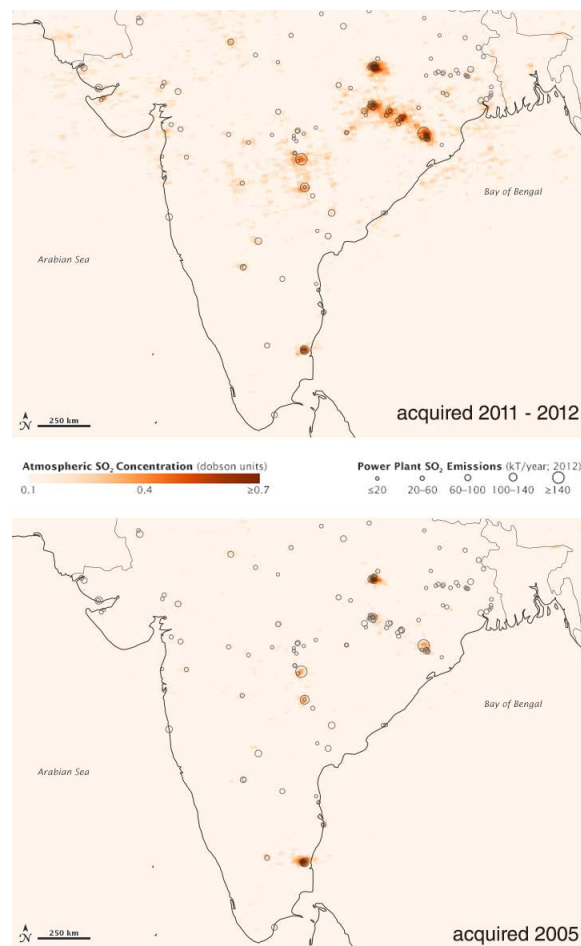 Bay of Bengal
Arabian Sea
N
250 km
acquired 2011 - 2012
Atmospheric SO₂ Concentration (dobson units)
0.1 0.4 ≥0.7
Power Plant SO₂ Emissions (kT/year; 2012)
≤20 20–60 60–100 100–140 ≥140
Bay of Bengal
Arabian Sea
N
250 km
acquired 2005